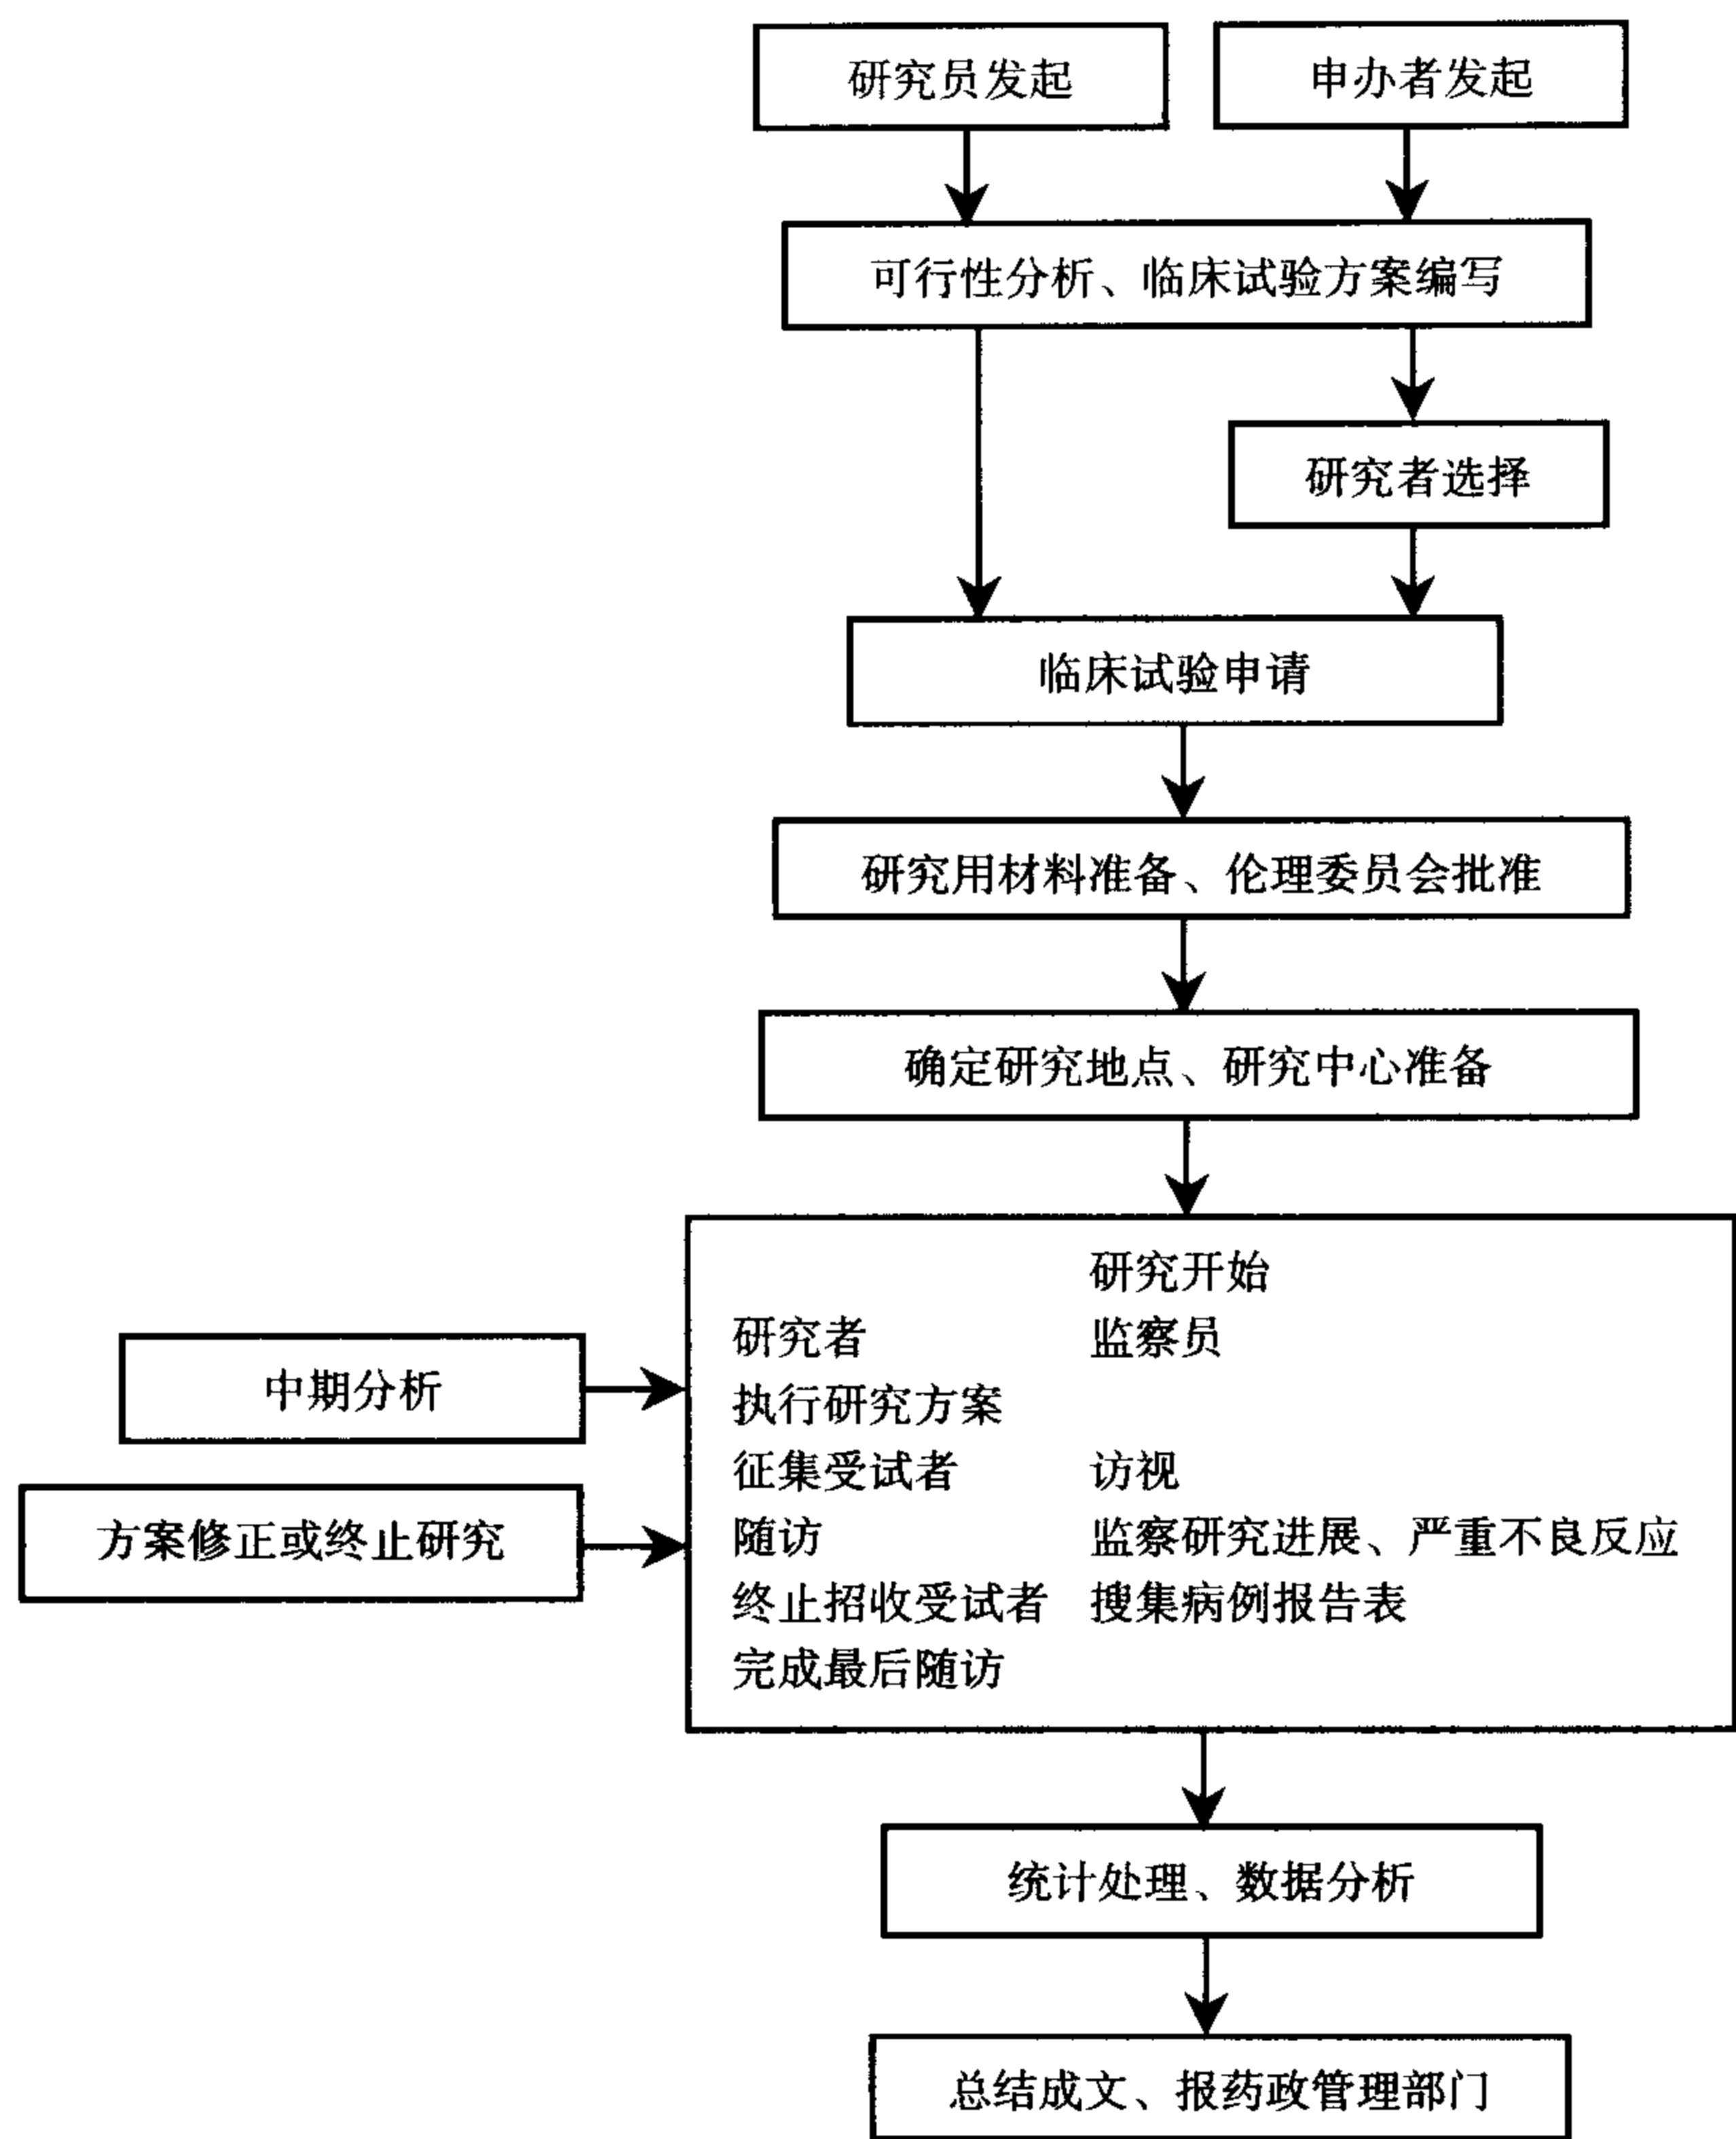 研究员发起
申办者发起
可行性分析、临床试验方案编写
研究者选择
临床试验申请
研究用材料准备、伦理委员会批准
确定研究地点、研究中心准备
研究开始
研究者 监察员
执行研究方案
征集受试者 访视
随访 监察研究进展、严重不良反应
终止招收受试者 搜集病例报告表
完成最后随访
中期分析
方案修正或终止研究
统计处理、数据分析
总结成文、报药政管理部门